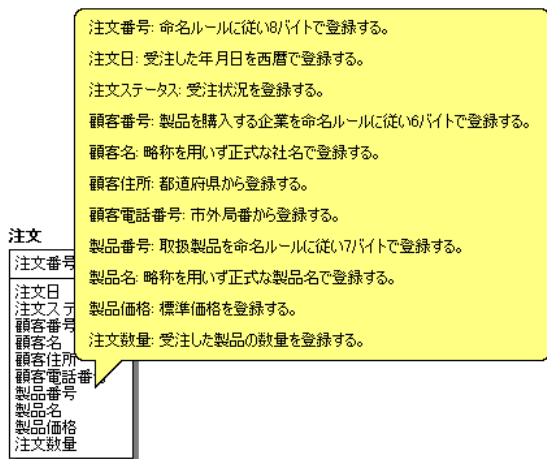 注文番号: 命名ルールに従い8バイトで登録する。
注文日: 受注した年月日を西暦で登録する。
注文ステータス: 受注状況を登録する。
顧客番号: 製品を購入する企業を命名ルールに従い6バイトで登録する。
顧客名: 略称を用いず正式な社名で登録する。
顧客住所: 都道府県から登録する。
顧客電話番号: 市外局番から登録する。
製品番号: 取扱製品を命名ルールに従い7バイトで登録する。
製品名: 略称を用いず正式な製品名で登録する。
製品価格: 標準価格を登録する。
注文数量: 受注した製品の数量を登録する。
注文
注文番号
注文日
注文ステ
顧客番号
顧客名
顧客住所
顧客電話番号
製品番号
製品名
製品価格
注文数量